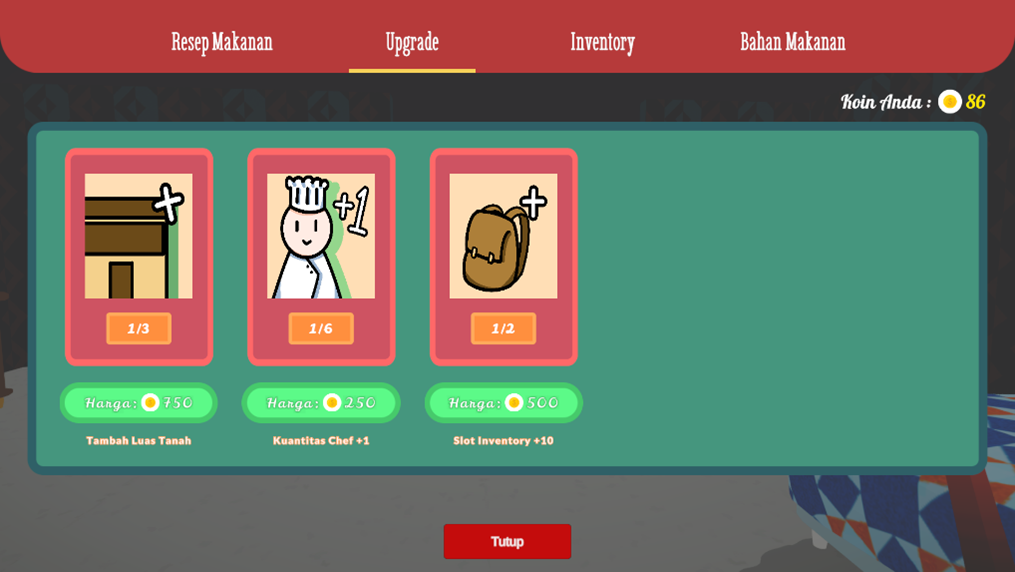 Resep Makanan Upgrade Inventory Bahan Makanan
Koin Anda : 86
+ +1 +
1/3 1/6 1/2
Harga: 750 Harga: 250 Harga: 500
Tambah Luas Tanah Kuantitas Chef +1 Slot Inventory +10
Tutup